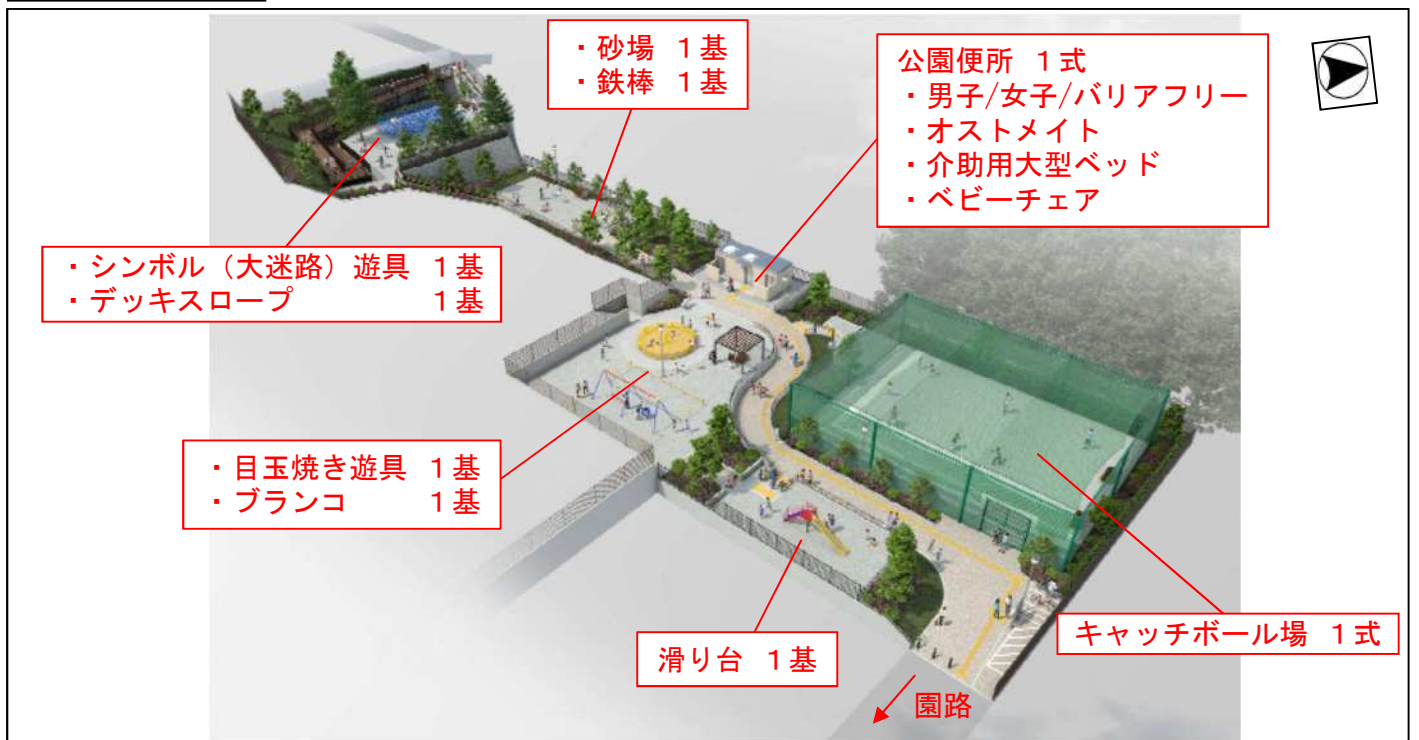 ・砂場 1基
・鉄棒 1基
公園便所 1式
・男子/女子/バリアフリー
・オストメイト
・介助用大型ベッド
・ベビーチェア
・シンボル（大迷路）遊具 1基
・デッキスロープ 1基
・目玉焼き遊具 1基
・ブランコ 1基
キャッチボール場 1式
滑り台 1基
園路